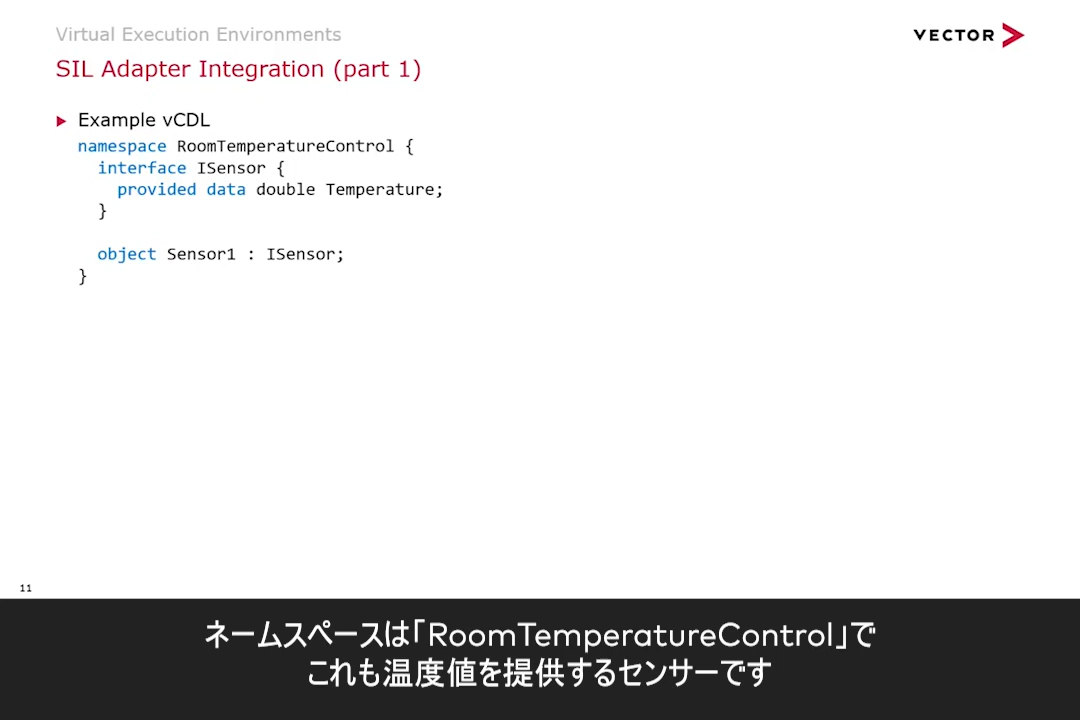 Virtual Execution Environments
VECTOR
SIL Adapter Integration (part 1)
Example vCDL
namespace RoomTemperatureControl {
interface ISensor {
provided data double Temperature;
}
object Sensor1 : ISensor;
}
11
ネームスペースは「RoomTemperatureControl」で
これも温度値を提供するセンサーです